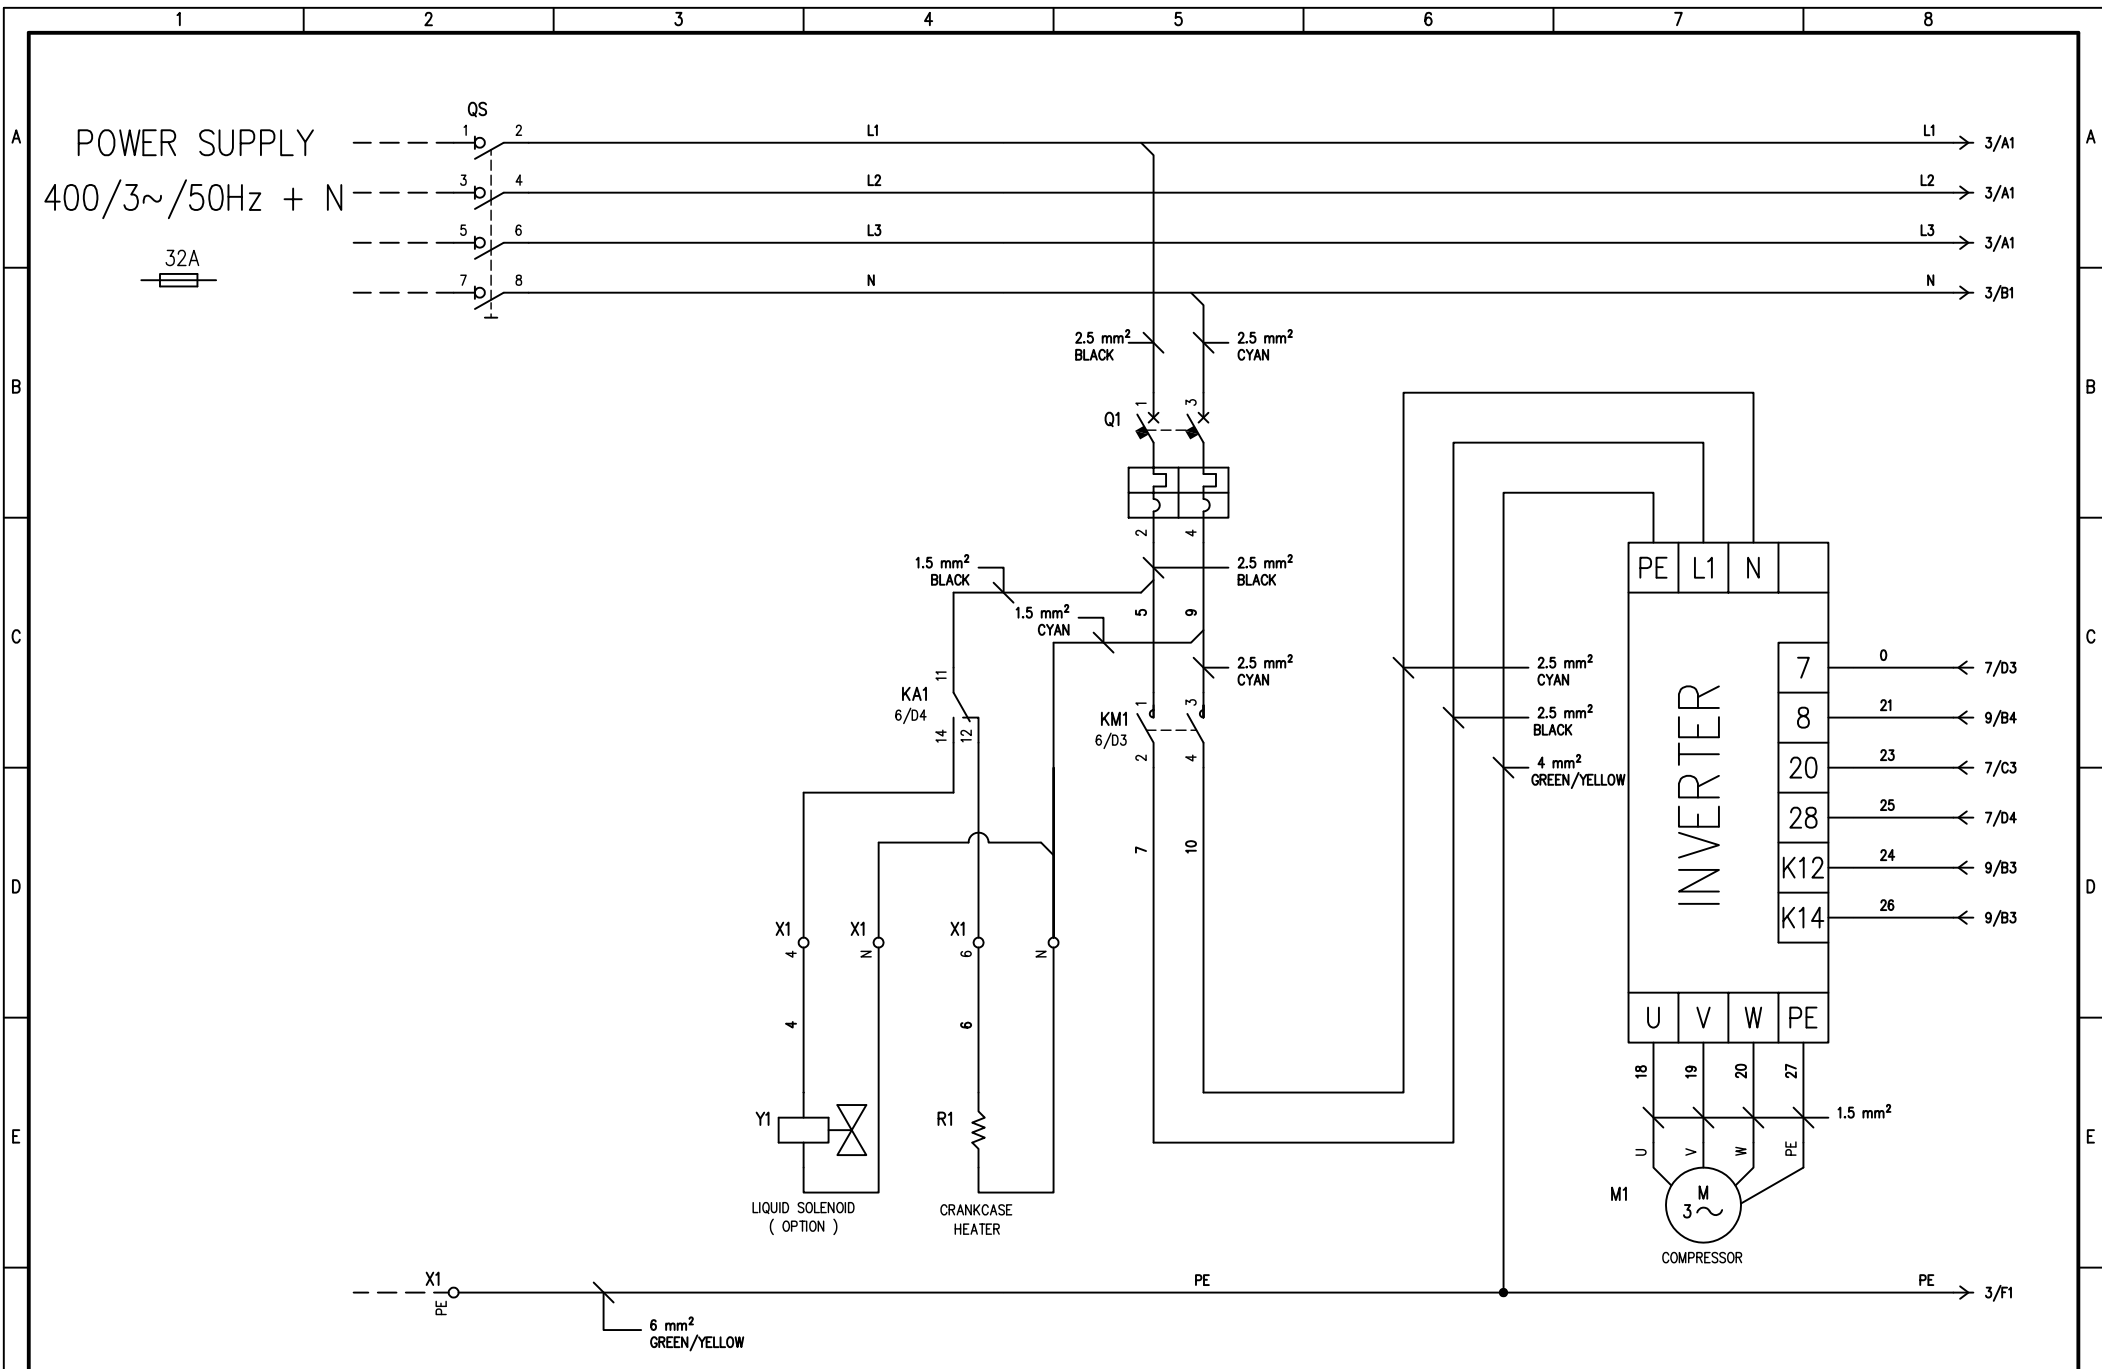 1 2 3 4 5 6 7 8
QS
A POWER SUPPLY 1 2 L1 L1 3/A1 A
400/3~/50Hz + N 3 4 L2 L2 3/A1
5 6 L3 L3 3/A1
32A
7 8 N N 3/B1
2.5 mm² 2.5 mm²
BLACK CYAN
B B
1 3
Q1
2 4
1.5 mm² 2.5 mm²
BLACK BLACK
PE L1 N
1.5 mm² 5 9
CYAN
C C
2.5 mm² 2.5 mm²
CYAN CYAN
7 0 7/D3
11
KA1
6/D4
14 12
1 3
KM1
6/D3
2 4
2.5 mm²
BLACK
8 21 9/B4
4 mm²
GREEN/YELLOW
20 23 7/C3
INVERTER
28 25 7/D4
7 10
K12 24 9/B3
D D
K14 26 9/B3
X1 X1 X1
4 N 6 N
4 6
U V W PE
18 19 20 27
1.5 mm²
Y1 R1
E E
U V W PE
M1 M
3~
LIQUID SOLENOID
( OPTION )
CRANKCASE
HEATER
COMPRESSOR
X1 PE PE 3/F1
PE
6 mm²
GREEN/YELLOW